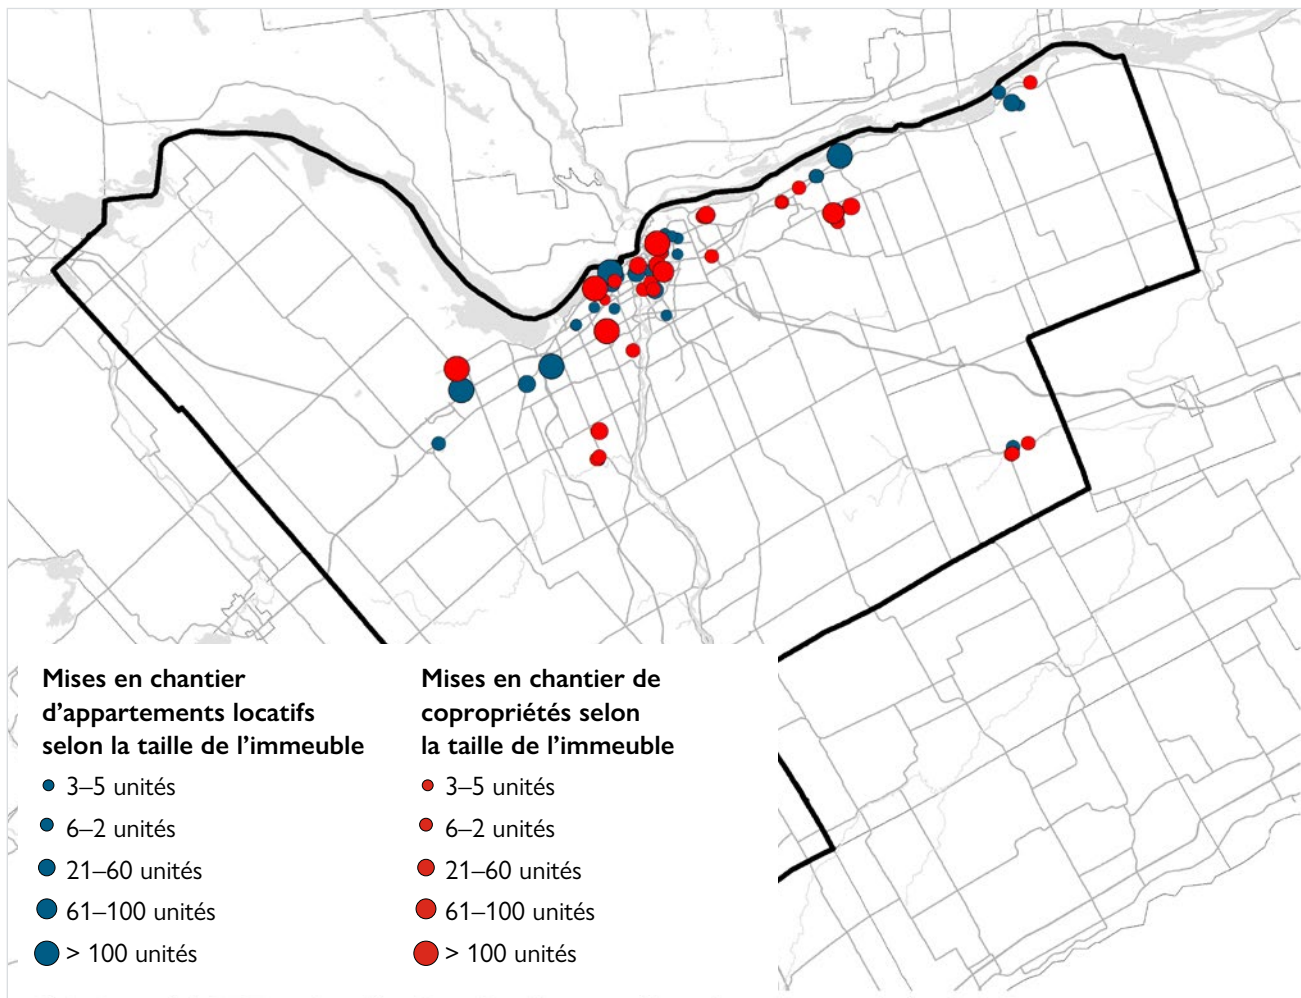 Mises en chantier
d’appartements locatifs
selon la taille de l’immeuble
3–5 unités
6–2 unités
21–60 unités
61–100 unités
> 100 unités
Mises en chantier de
copropriétés selon
la taille de l’immeuble
3–5 unités
6–2 unités
21–60 unités
61–100 unités
> 100 unités